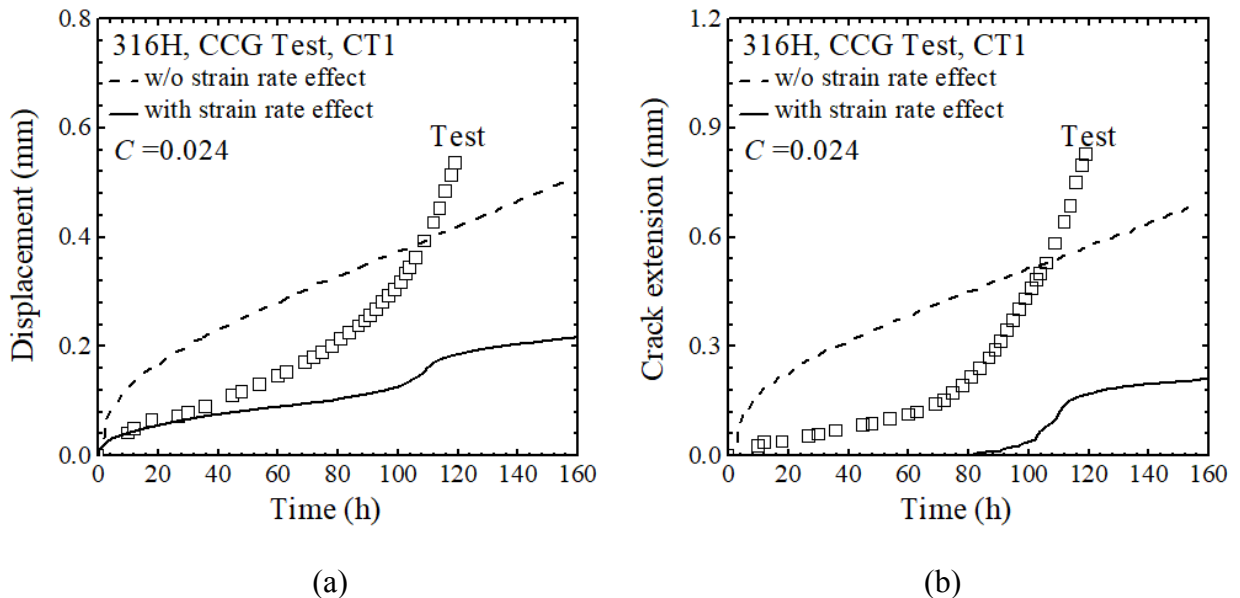 0.8
0.6
0.4
0.2
0.0
Displacement (mm)
316H, CCG Test, CT1
w/o strain rate effect
with strain rate effect
C =0.024
Test
0 20 40 60 80 100 120 140 160
Time (h)
(a)
1.2
0.9
0.6
0.3
0.0
Crack extension (mm)
316H, CCG Test, CT1
w/o strain rate effect
with strain rate effect
C =0.024
Test
0 20 40 60 80 100 120 140 160
Time (h)
(b)